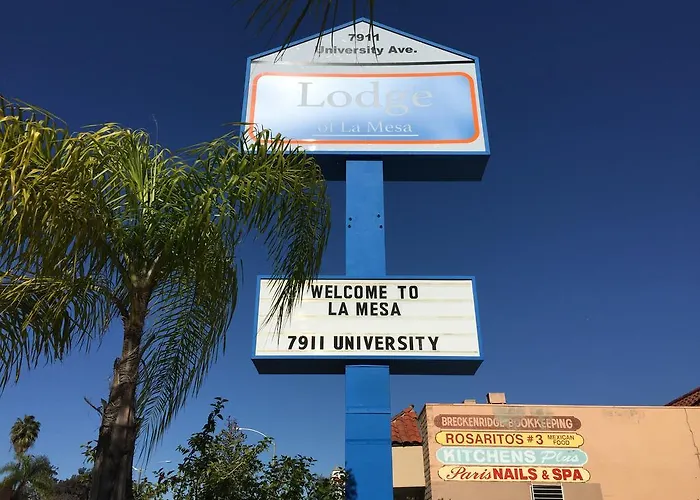 7911
University Ave.
Lodge
of La Mesa
WELCOME TO
LA MESA
7911 UNIVERSITY
BRECKENRIDGE BOOKKEEPING
ROSARITO'S #3 MEXICAN FOOD
KITCHENS Plus
Paris NAILS & SPA